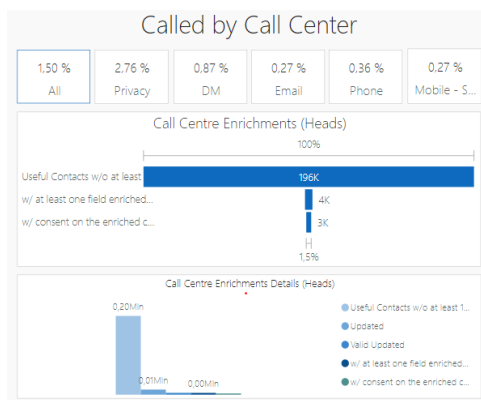 Called by Call Center
1,50 % 2,76 % 0,87 % 0,27 % 0,36 % 0,27 %
All Privacy DM Email Phone Mobile - S...
Call Centre Enrichments (Heads)
100%
Useful Contacts w/o at least 196K
w/ at least one field enriched... 4K
w/ consent on the enriched c... 3K
1,5%
Call Centre Enrichments Details (Heads)
0,20Mln
0,01Mln
0,00Mln
Useful Contacts w/o at least 1...
Updated
Valid Updated
w/ at least one field enriched...
w/ consent on the enriched c...